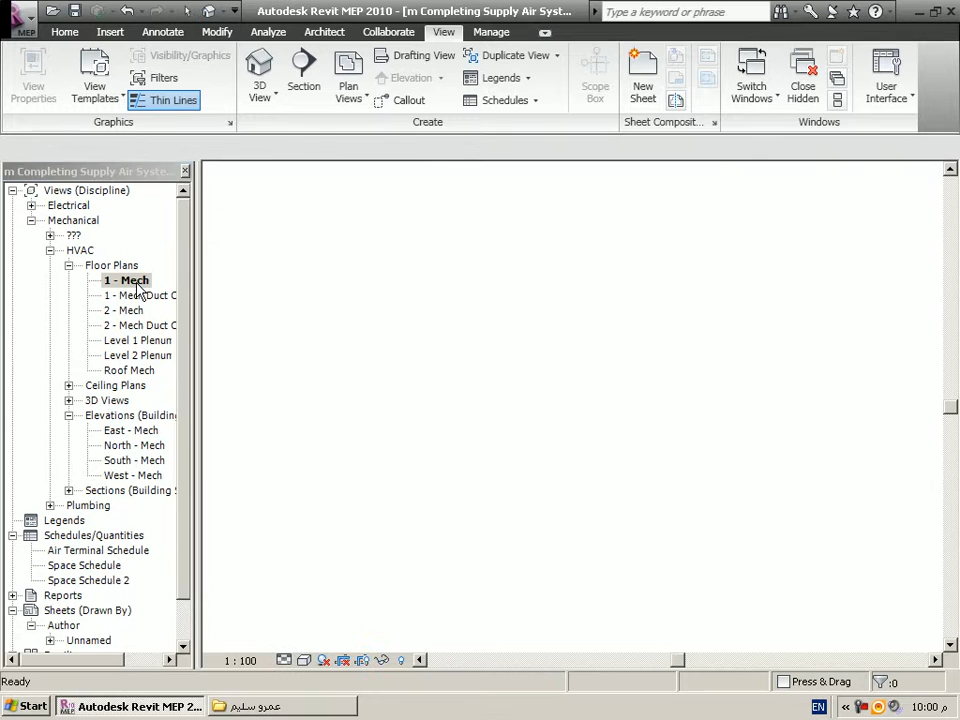 Autodesk Revit MEP 2010 - [m Completing Supply Air Syst...
Type a keyword or phrase
MEP
Home Insert Annotate Modify Analyze Architect Collaborate View Manage
View Properties
View Templates
Visibility/Graphics
Filters
Thin Lines
3D View
Section
Plan Views
Drafting View
Elevation
Callout
Duplicate View
Legends
Schedules
Scope Box
New Sheet
Switch Windows
Close Hidden
User Interface
Graphics
Create
Sheet Composit...
Windows
m Completing Supply Air Syste...
Views (Discipline)
Electrical
Mechanical
???
HVAC
Floor Plans
1 - Mech
1 - Mech Duct C
2 - Mech
2 - Mech Duct C
Level 1 Plenum
Level 2 Plenum
Roof Mech
Ceiling Plans
3D Views
Elevations (Building
East - Mech
North - Mech
South - Mech
West - Mech
Sections (Building
Plumbing
Legends
Schedules/Quantities
Air Terminal Schedule
Space Schedule
Space Schedule 2
Reports
Sheets (Drawn By)
Author
Unnamed
1 : 100
Ready
Press & Drag
:0
Start
Autodesk Revit MEP 2...
عمرو سليم
EN
10:00 م